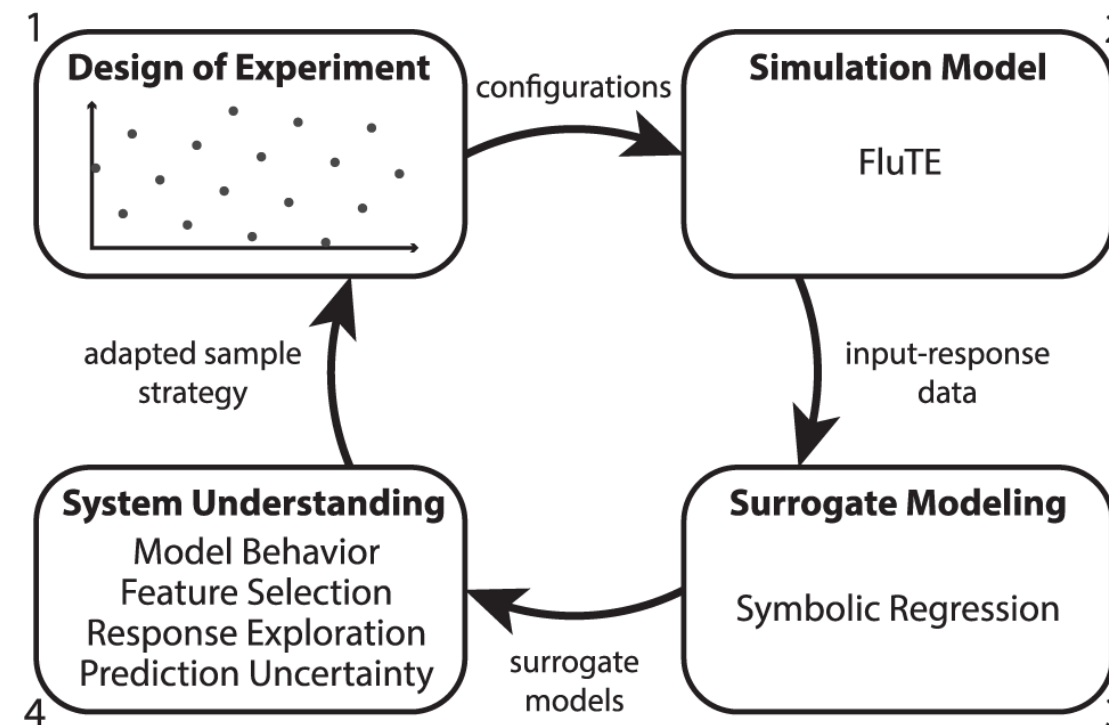 1
Design of Experiment
configurations
2
Simulation Model
FluTE
adapted sample
strategy
input-response
data
System Understanding
Model Behavior
Feature Selection
Response Exploration
Prediction Uncertainty
4
surrogate
models
Surrogate Modeling
Symbolic Regression